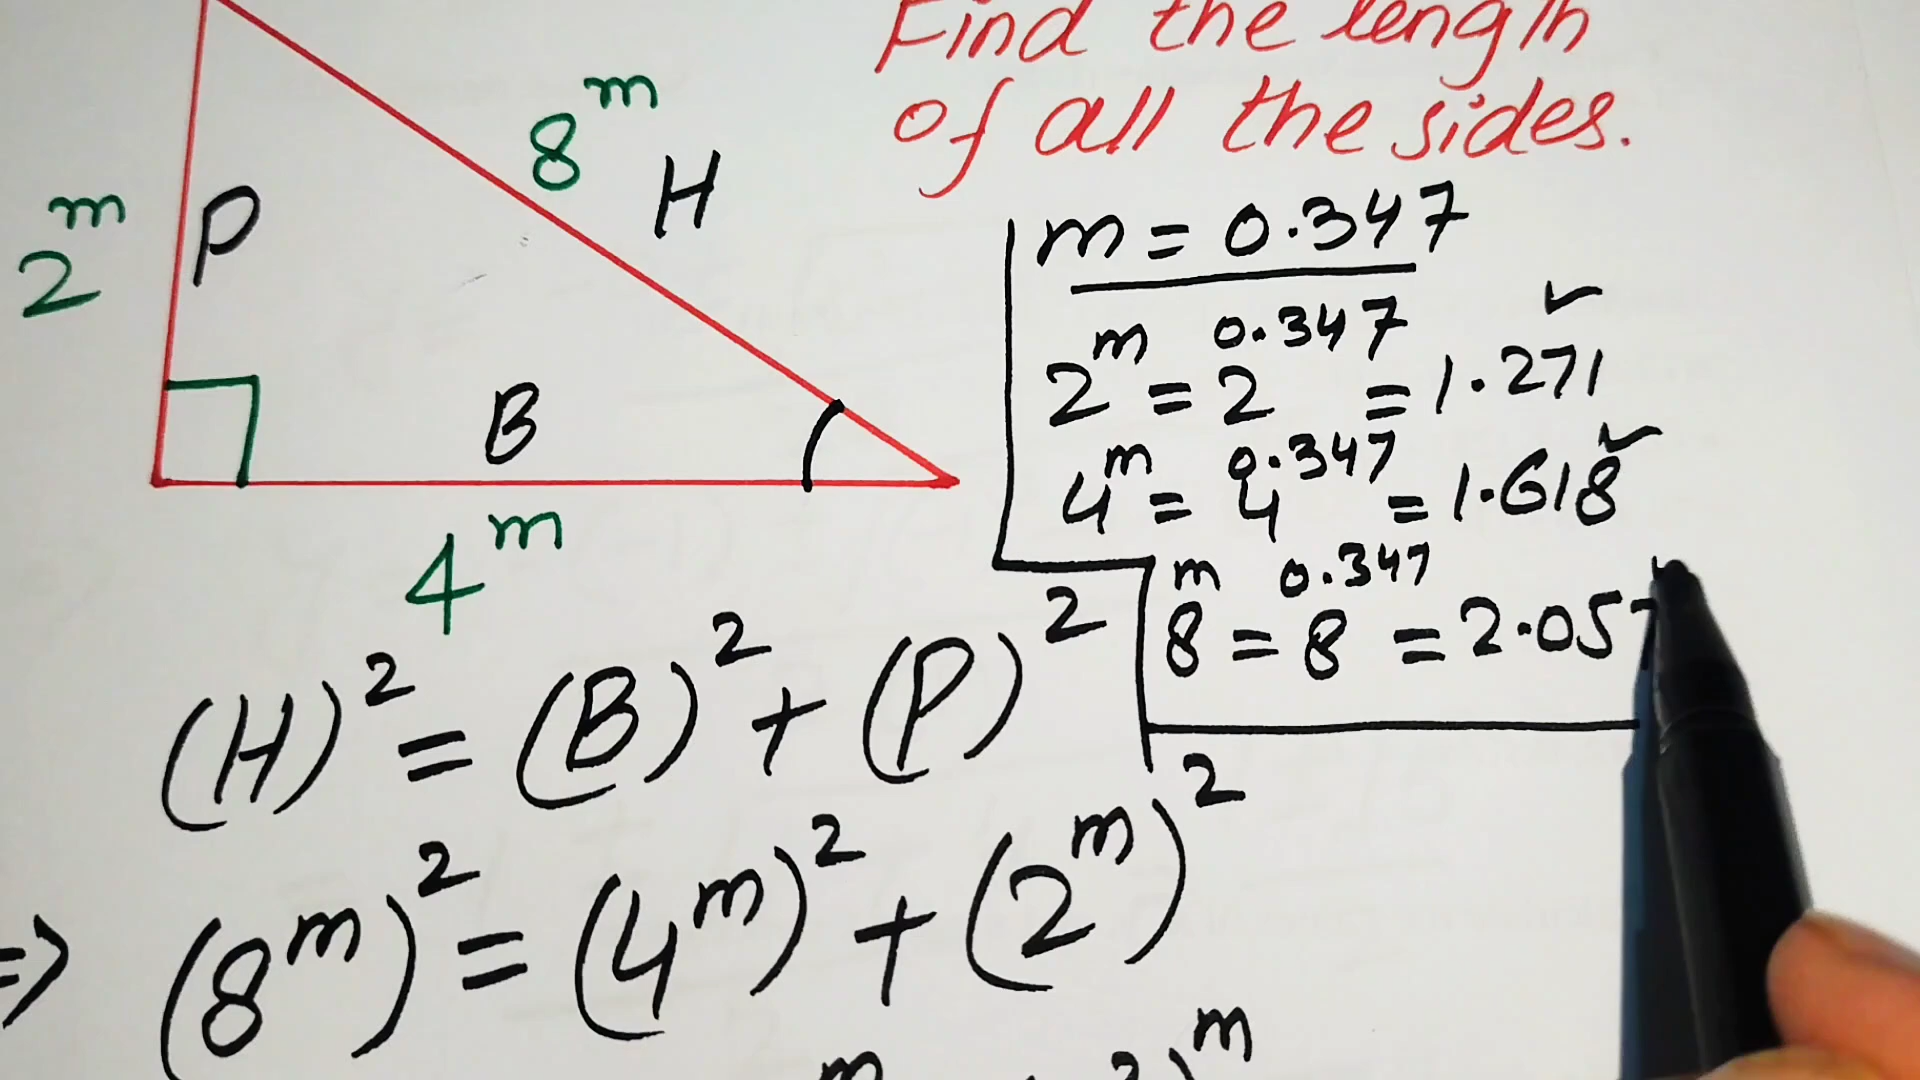 Find the length
of all the sides.
8^m
H
2^m
P
B
4^m
m = 0.347
2^m = 2^0.347 = 1.271 ✓
4^m = 4^0.347 = 1.618 ✓
8^m = 8^0.347 = 2.05
(H)^2 = (B)^2 + (P)^2
=> (8^m)^2 = (4^m)^2 + (2^m)^2